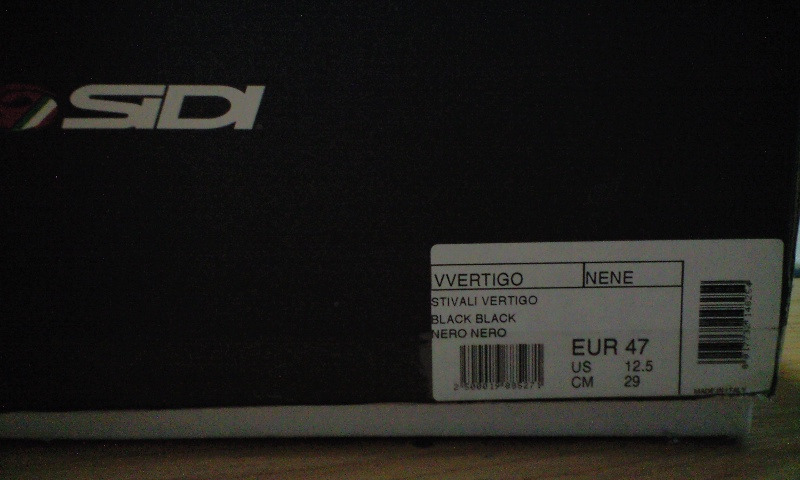 SIDI
VVERTIGO NENE
STIVALI VERTIGO
BLACK BLACK
NERO NERO
EUR 47
US 12.5
CM 29
MADE IN ITALY